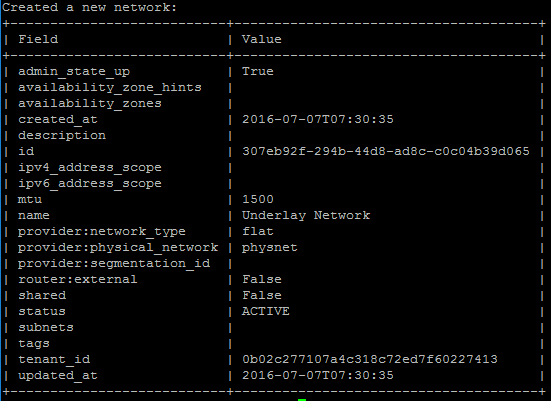 Created a new network:
+---------------------------+--------------------------------------+
| Field                     | Value                                |
+---------------------------+--------------------------------------+
| admin_state_up            | True                                 |
| availability_zone_hints   |                                      |
| availability_zones        |                                      |
| created_at                | 2016-07-07T07:30:35                  |
| description               |                                      |
| id                        | 307eb92f-294b-44d8-ad8c-c0c04b39d065 |
| ipv4_address_scope        |                                      |
| ipv6_address_scope        |                                      |
| mtu                       | 1500                                 |
| name                      | Underlay Network                     |
| provider:network_type     | flat                                 |
| provider:physical_network | physnet                              |
| provider:segmentation_id  |                                      |
| router:external           | False                                |
| shared                    | False                                |
| status                    | ACTIVE                               |
| subnets                   |                                      |
| tags                      |                                      |
| tenant_id                 | 0b02c277107a4c318c72ed7f60227413     |
| updated_at                | 2016-07-07T07:30:35                  |
+---------------------------+--------------------------------------+